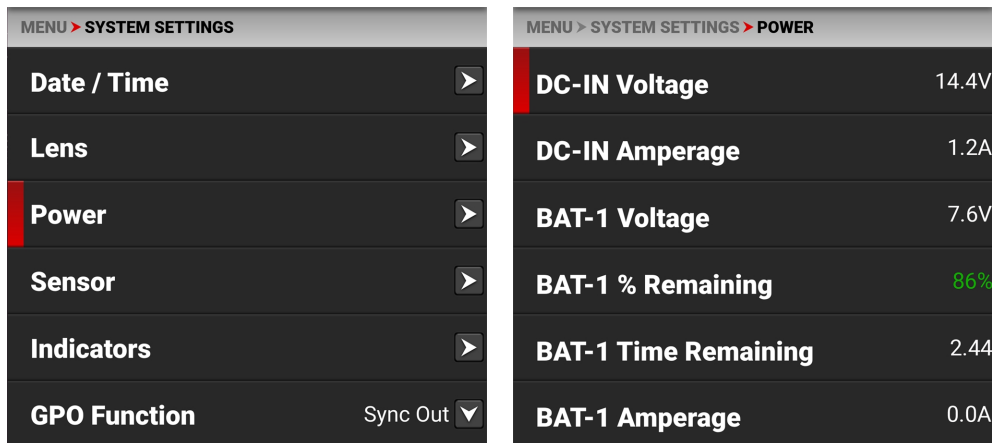 MENU > SYSTEM SETTINGS
Date / Time
Lens
Power
Sensor
Indicators
GPO Function Sync Out
MENU > SYSTEM SETTINGS > POWER
DC-IN Voltage 14.4V
DC-IN Amperage 1.2A
BAT-1 Voltage 7.6V
BAT-1 % Remaining 86%
BAT-1 Time Remaining 2.44
BAT-1 Amperage 0.0A